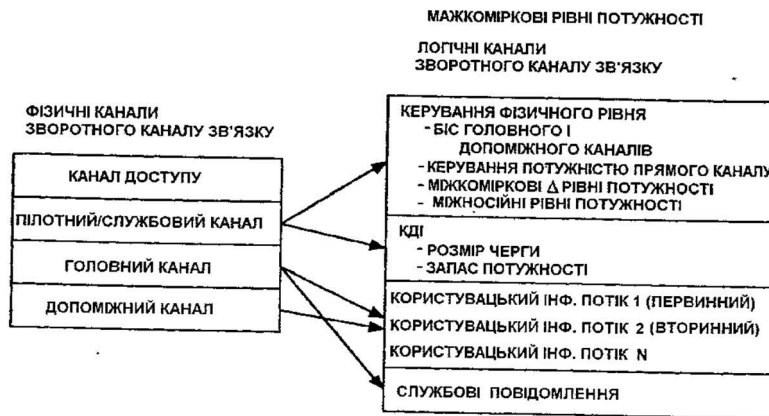 МАЖКОМІРКОВІ РІВНІ ПОТУЖНОСТІ
ЛОГІЧНІ КАНАЛИ
ЗВОРОТНОГО КАНАЛУ ЗВ'ЯЗКУ
ФІЗИЧНІ КАНАЛИ
ЗВОРОТНОГО КАНАЛУ ЗВ'ЯЗКУ
КАНАЛ ДОСТУПУ
ПІЛОТНИЙ/СЛУЖБОВИЙ КАНАЛ
ГОЛОВНИЙ КАНАЛ
ДОПОМІЖНИЙ КАНАЛ
КЕРУВАННЯ ФІЗИЧНОГО РІВНЯ
- БІС ГОЛОВНОГО І
ДОПОМІЖНОГО КАНАЛІВ
- КЕРУВАННЯ ПОТУЖНІСТЮ ПРЯМОГО КАНАЛУ
- МІЖКОМІРКОВІ Δ РІВНІ ПОТУЖНОСТІ
- МІЖНОСІЙНІ РІВНІ ПОТУЖНОСТІ
КДІ
- РОЗМІР ЧЕРГИ
- ЗАПАС ПОТУЖНОСТІ
КОРИСТУВАЦЬКИЙ ІНФ. ПОТІК 1 (ПЕРВИННИЙ)
КОРИСТУВАЦЬКИЙ ІНФ. ПОТІК 2 (ВТОРИННИЙ)
КОРИСТУВАЦЬКИЙ ІНФ. ПОТІК N
СЛУЖБОВІ ПОВІДОМЛЕННЯ